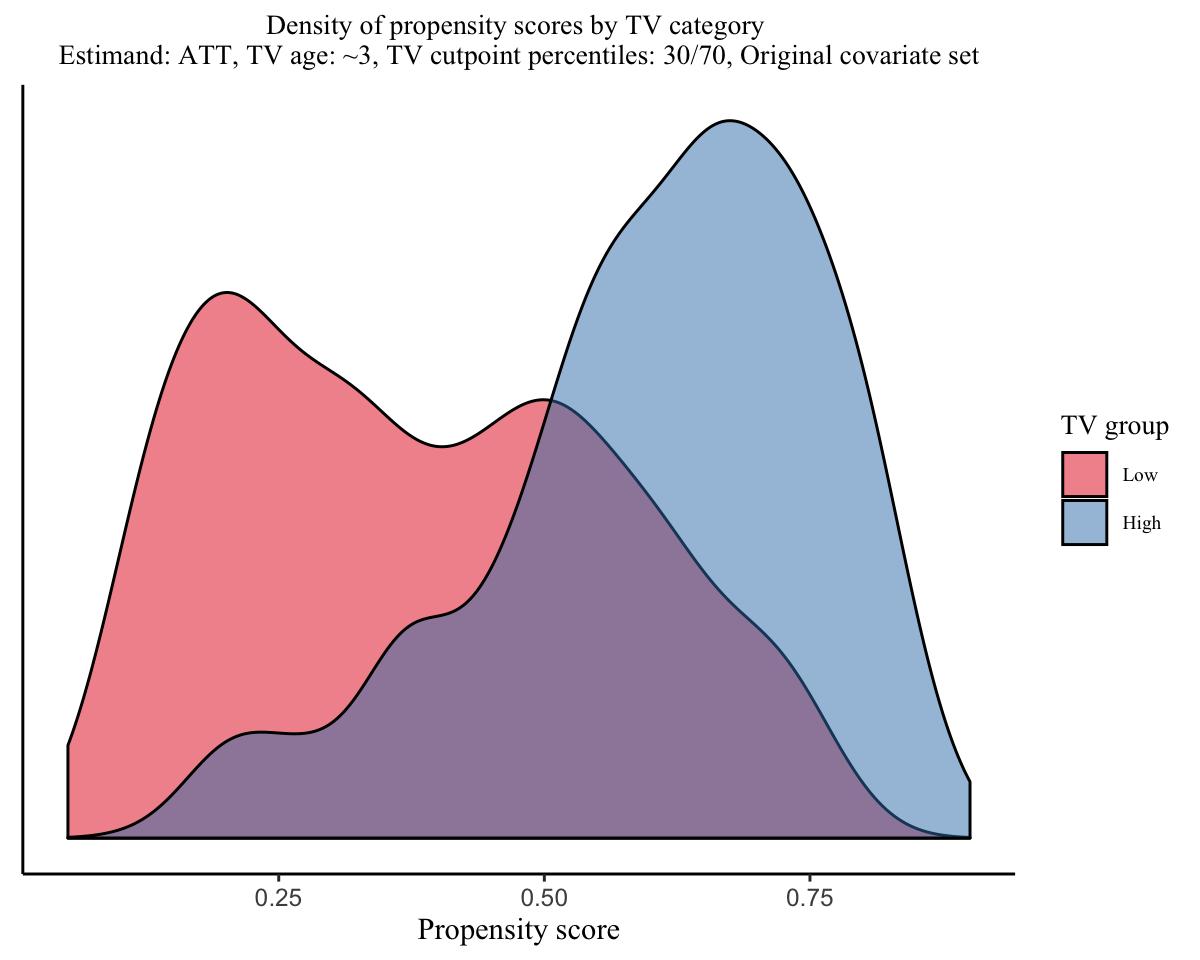 Density of propensity scores by TV category
Estimand: ATT, TV age: ~3, TV cutpoint percentiles: 30/70, Original covariate set
TV group
Low
High
0.25
0.50
0.75
Propensity score